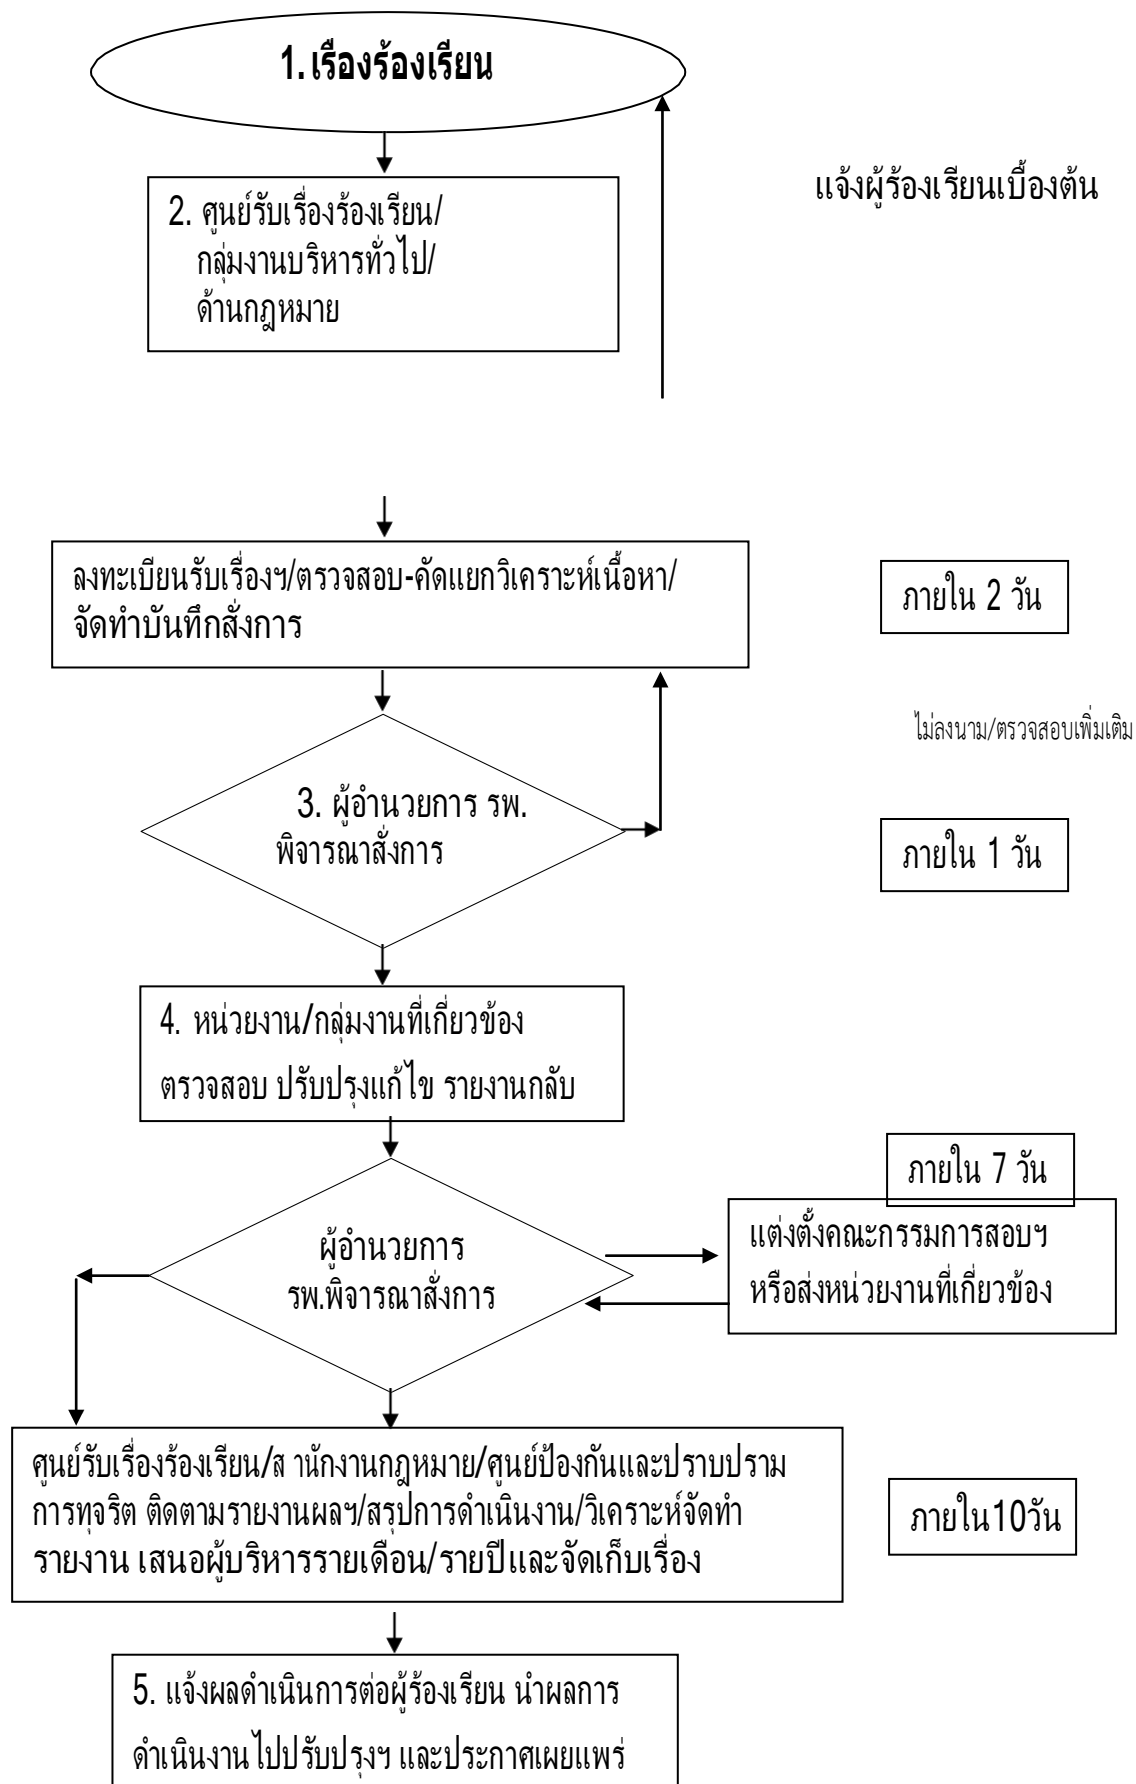 1. เรื่องร้องเรียน
แจ้งผู้ร้องเรียนเบื้องต้น
2. ศูนย์รับเรื่องร้องเรียน/
กลุ่มงานบริหารทั่วไป/
ด้านกฎหมาย
ลงทะเบียนรับเรื่องฯ/ตรวจสอบ-คัดแยกวิเคราะห์เนื้อหา/
จัดทำบันทึกสั่งการ
ภายใน 2 วัน
ไม่ลงนาม/ตรวจสอบเพิ่มเติม
3. ผู้อำนวยการ รพ.
พิจารณาสั่งการ
ภายใน 1 วัน
4. หน่วยงาน/กลุ่มงานที่เกี่ยวข้อง
ตรวจสอบ ปรับปรุงแก้ไข รายงานกลับ
ภายใน 7 วัน
ผู้อำนวยการ
รพ.พิจารณาสั่งการ
แต่งตั้งคณะกรรมการสอบฯ
หรือส่งหน่วยงานที่เกี่ยวข้อง
ศูนย์รับเรื่องร้องเรียน/ส ำนักงานกฎหมาย/ศูนย์ป้องกันและปราบปราม
การทุจริต ติดตามรายงานผลฯ/สรุปการดำเนินงาน/วิเคราะห์จัดทำ
รายงาน เสนอผู้บริหารรายเดือน/รายปีและจัดเก็บเรื่อง
ภายใน10วัน
5. แจ้งผลดำเนินการต่อผู้ร้องเรียน นำผลการ
ดำเนินงานไปปรับปรุงฯ และประกาศเผยแพร่